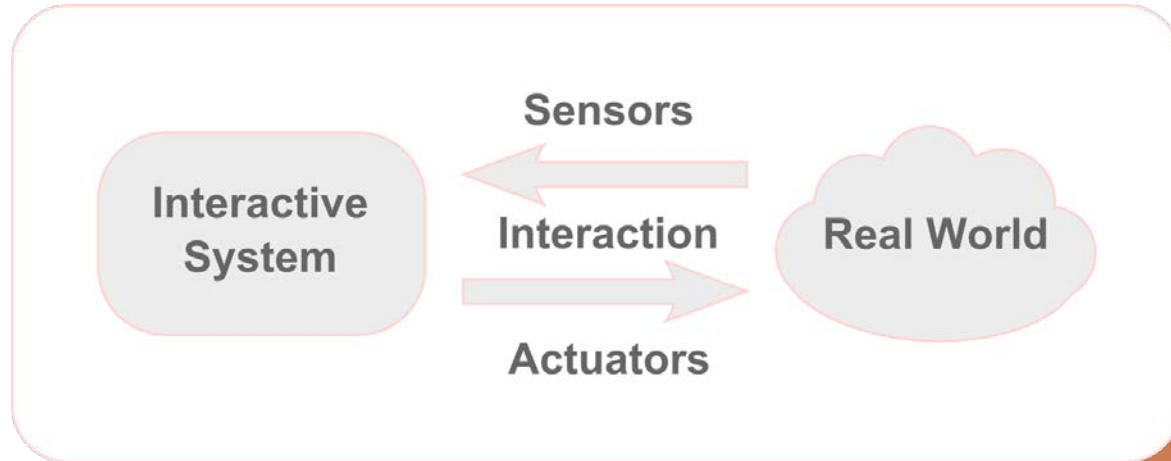 Sensors
Interactive
System
Interaction
Real World
Actuators